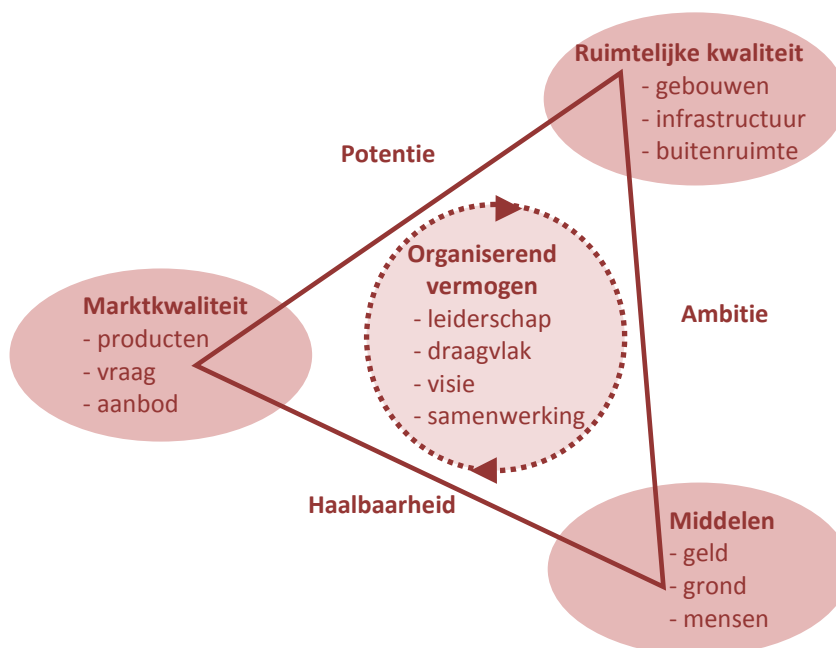 Ruimtelijke kwaliteit
- gebouwen
- infrastructuur
- buitenruimte
Potentie
Organiserend
vermogen
- leiderschap
- draagvlak
- visie
- samenwerking
Marktkwaliteit
- producten
- vraag
- aanbod
Ambitie
Haalbaarheid
Middelen
- geld
- grond
- mensen